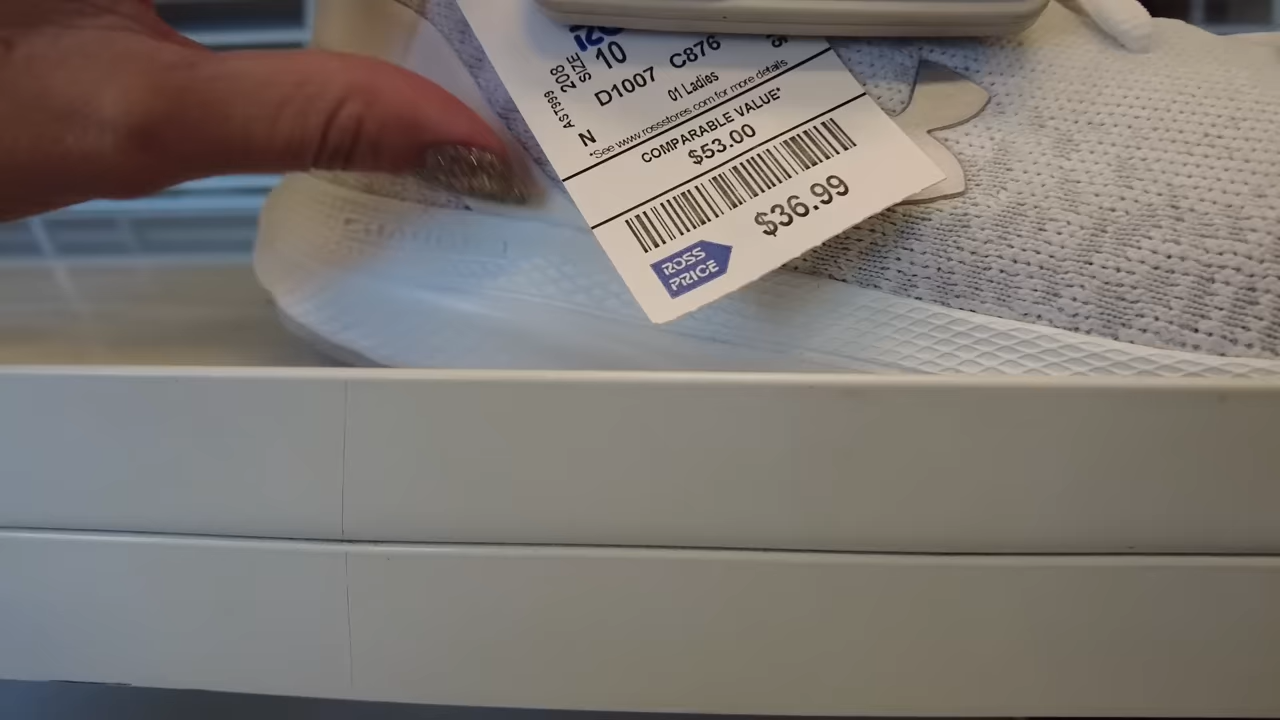 AST999 208
SIZE
10
D1007 C876
N
01 Ladies
*See www.rossstores.com for more details
COMPARABLE VALUE*
$53.00
$36.99
ROSS
PRICE